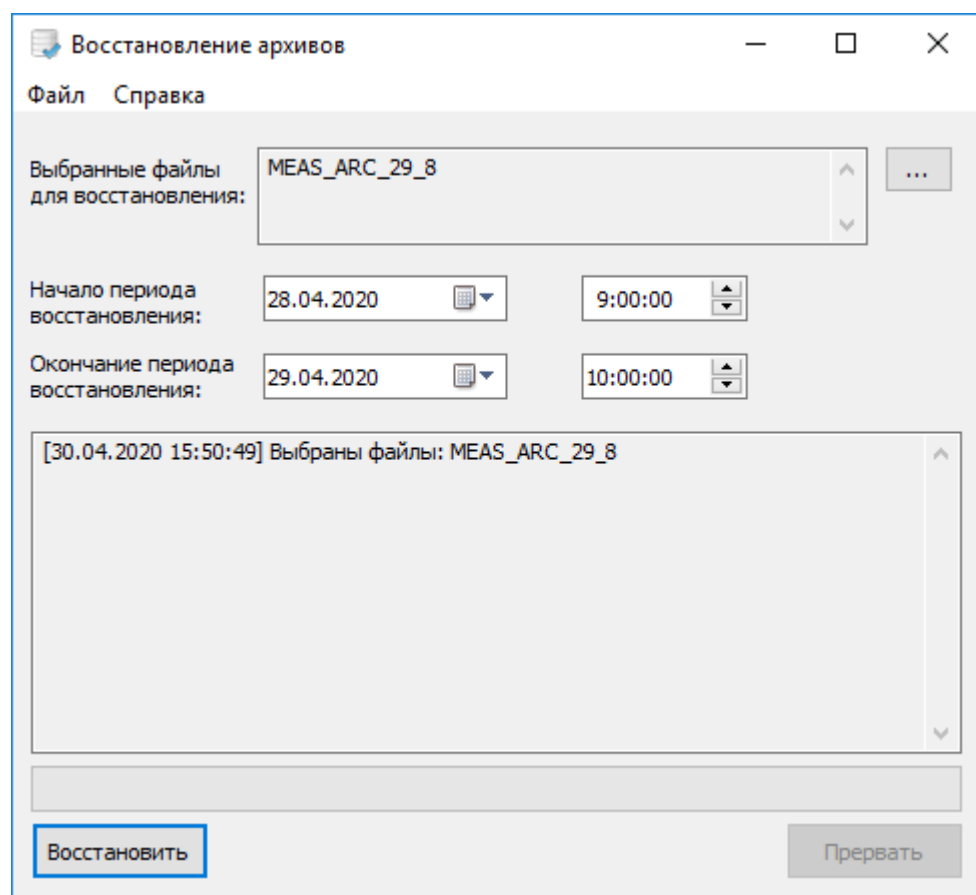 Восстановление архивов
Файл Справка
Выбранные файлы
для восстановления:
MEAS_ARC_29_8
...
Начало периода
восстановления:
28.04.2020
9:00:00
Окончание периода
восстановления:
29.04.2020
10:00:00
[30.04.2020 15:50:49] Выбраны файлы: MEAS_ARC_29_8
Восстановить
Прервать